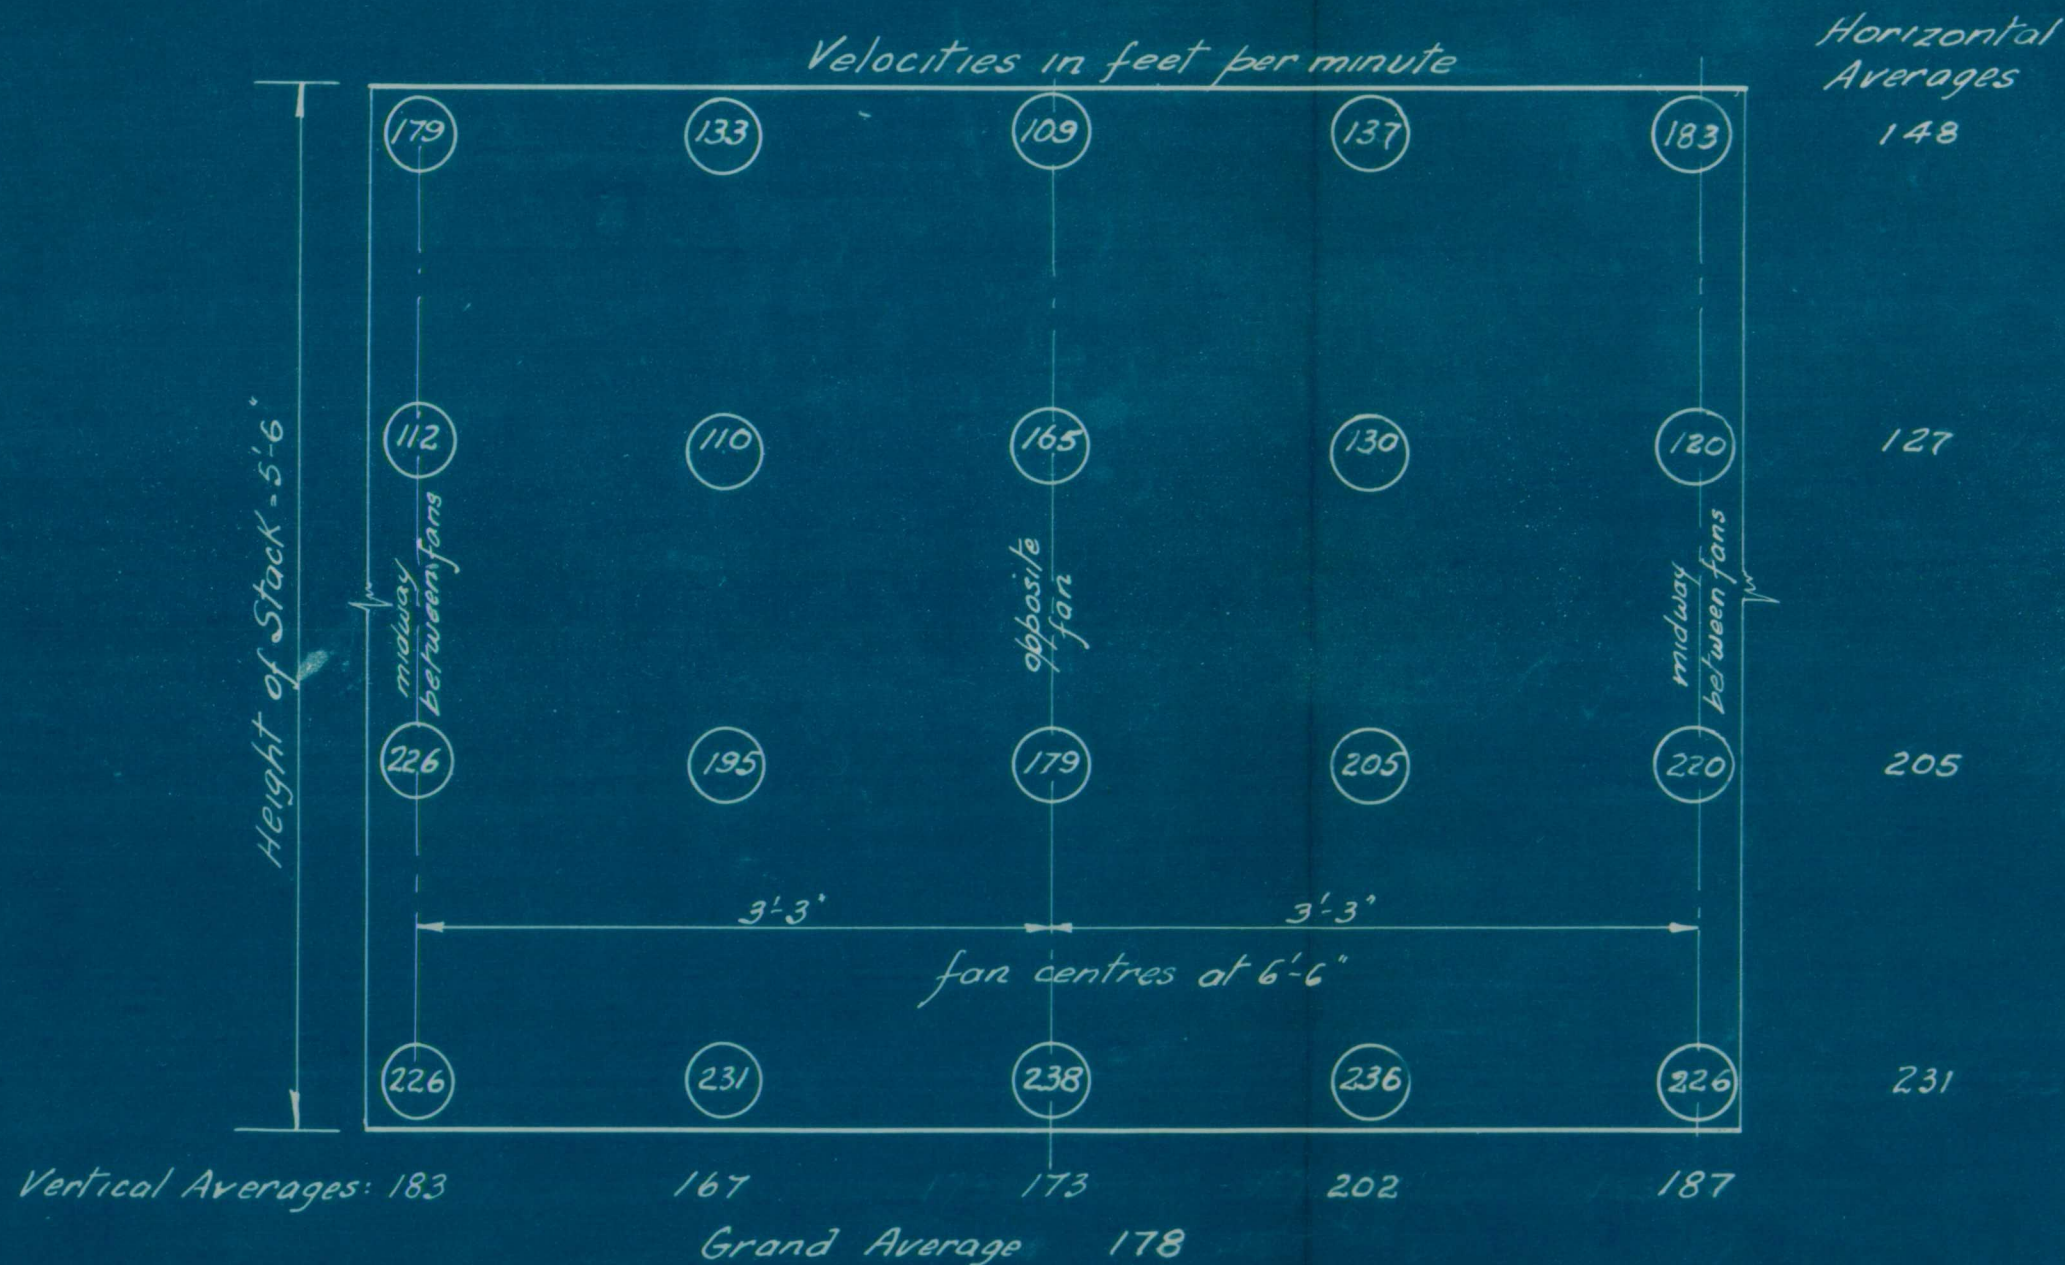 Horizontal
Averages
Velocities in feet per minute
179 133 109 137 183 148
112 110 165 130 120 127
Height of Stack = 5'-6"
midway
between fans
opposite
fan
midway
between fans
226 195 179 205 220 205
3'-3" 3'-3"
fan centres at 6'-6"
226 231 238 236 226 231
Vertical Averages: 183 167 173 202 187
Grand Average 178